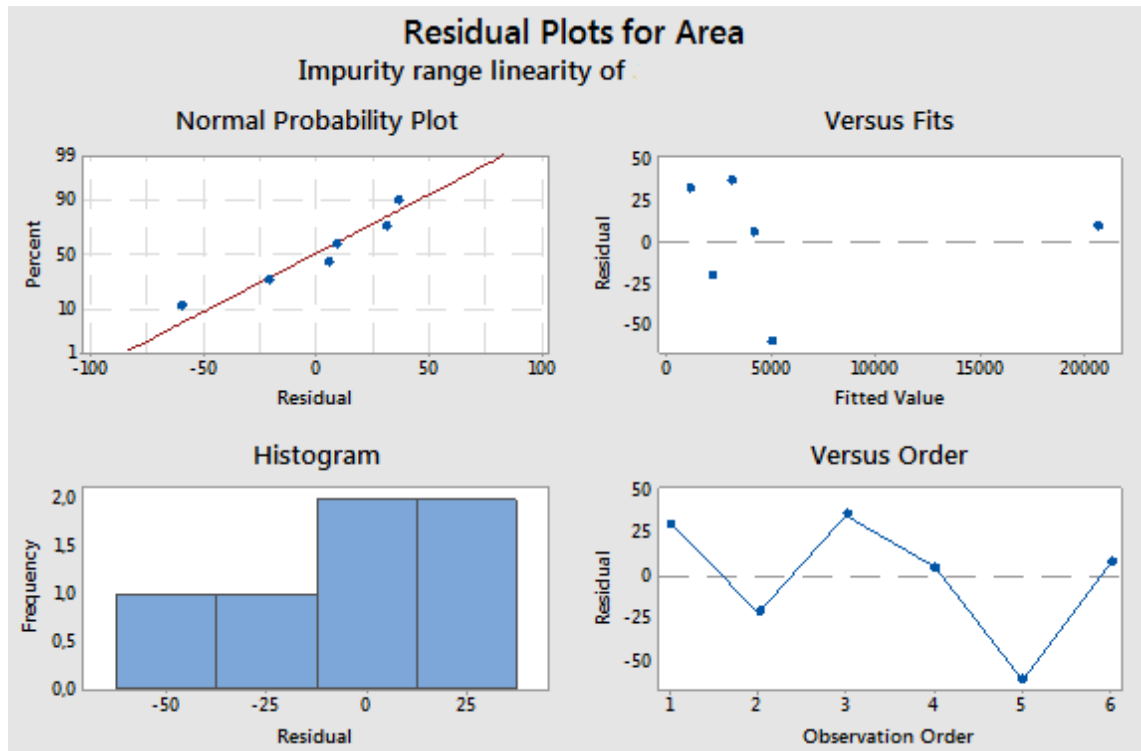 Residual Plots for Area
Impurity range linearity of
Normal Probability Plot
99
90
50
10
1
Percent
-100
-50
0
50
100
Residual
Versus Fits
50
25
0
-25
-50
Residual
0
5000
10000
15000
20000
Fitted Value
Histogram
2,0
1,5
1,0
0,5
0,0
Frequency
-50
-25
0
25
Residual
Versus Order
50
25
0
-25
-50
Residual
1
2
3
4
5
6
Observation Order